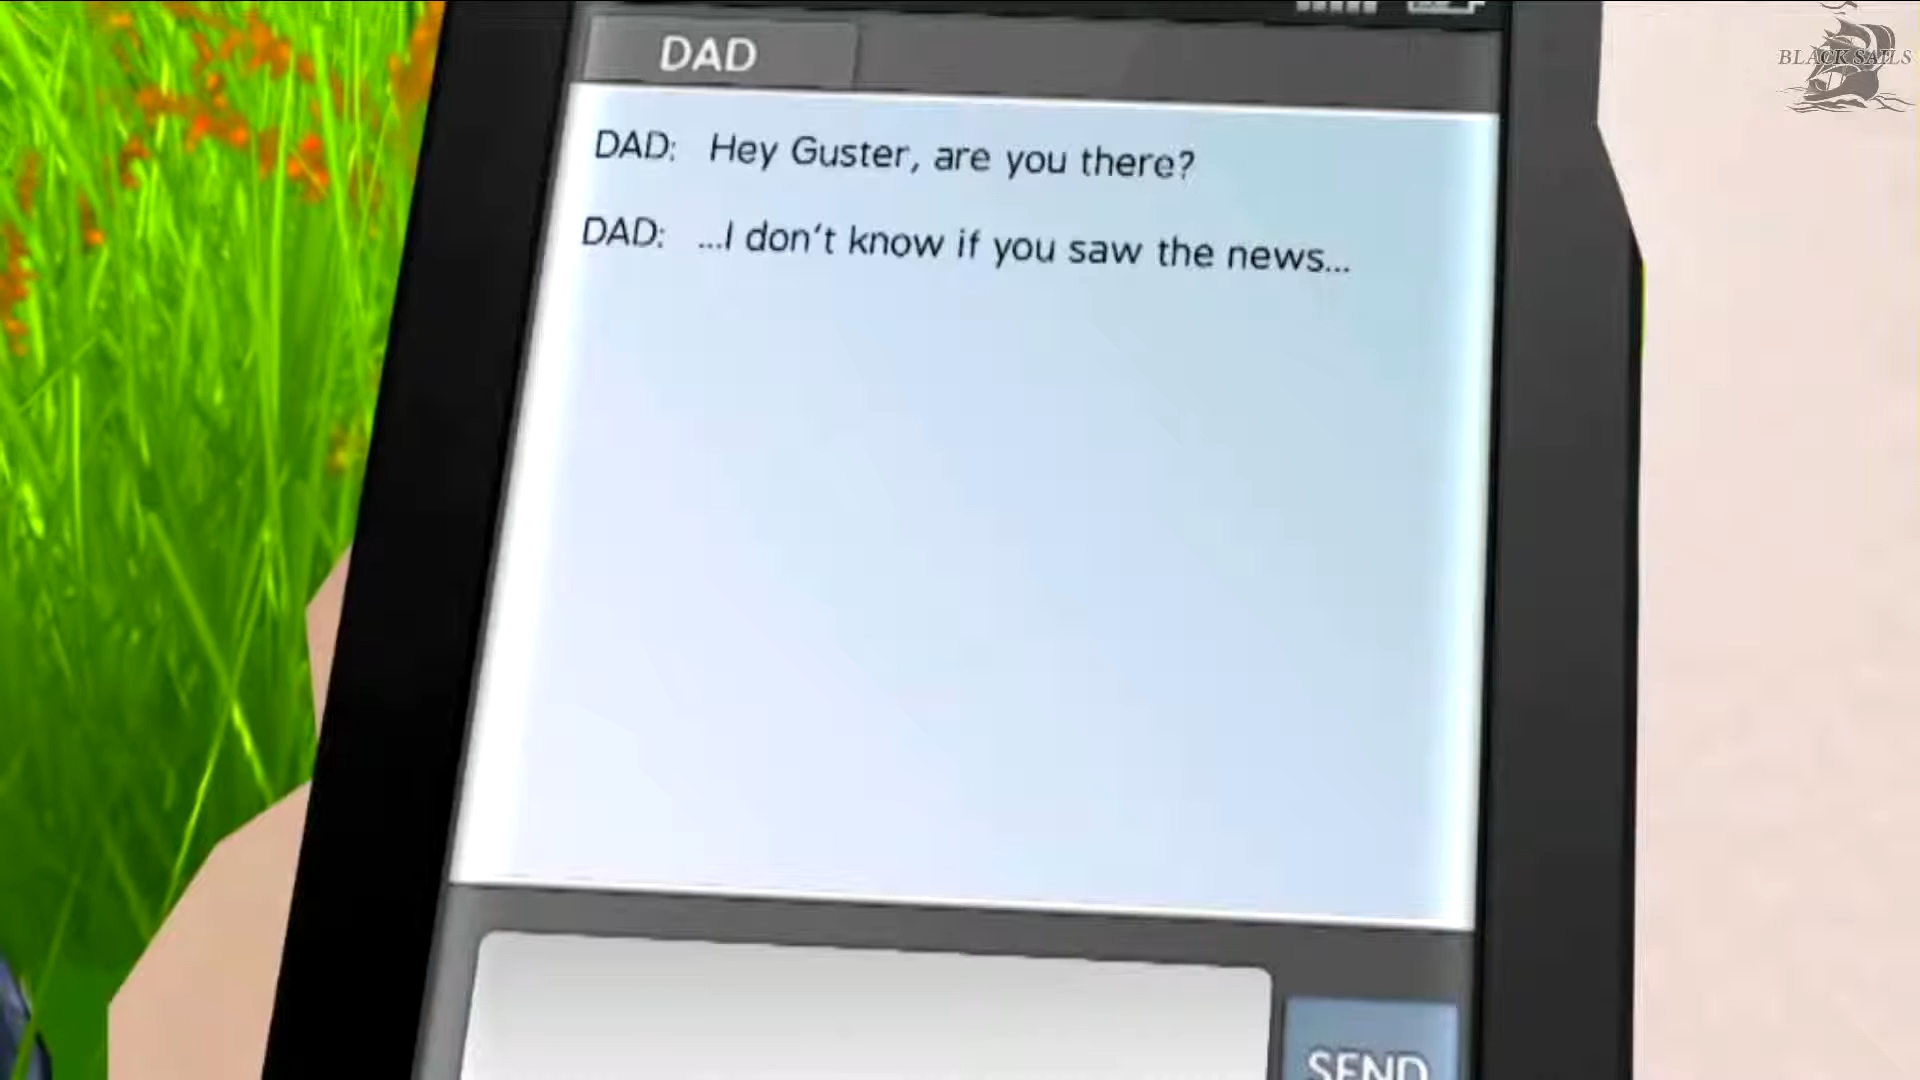 DAD
BLACK SAILS
DAD: Hey Guster, are you there?
DAD: ...I don't know if you saw the news...
SEND